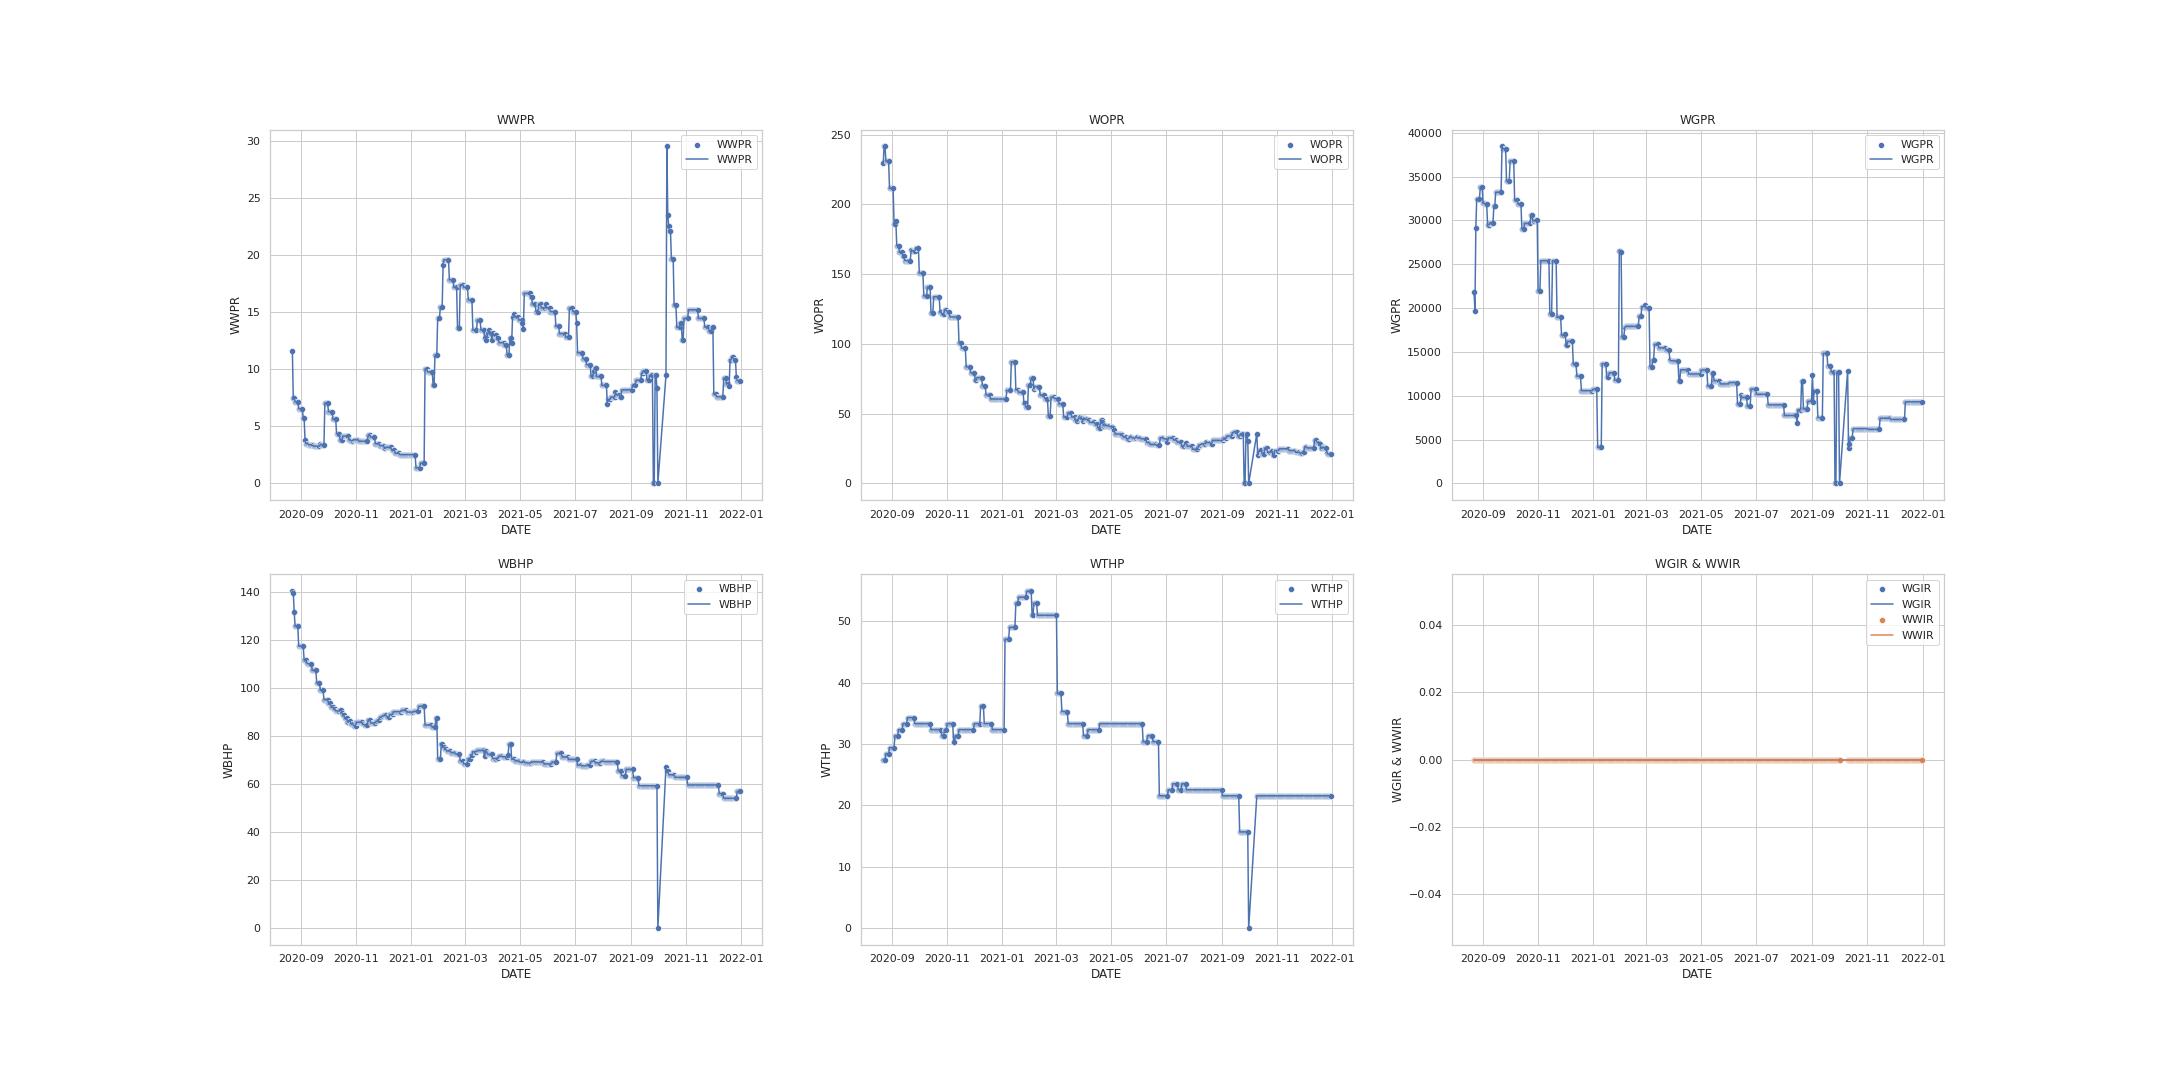 WWPR
30
25
20
15
10
5
0
WWPR
WWPR
WWPR
2020-09 2020-11 2021-01 2021-03 2021-05 2021-07 2021-09 2021-11 2022-01
DATE
WOPR
250
200
150
100
50
0
WOPR
WOPR
WOPR
2020-09 2020-11 2021-01 2021-03 2021-05 2021-07 2021-09 2021-11 2022-01
DATE
WGPR
40000
35000
30000
25000
20000
15000
10000
5000
0
WGPR
WGPR
WGPR
2020-09 2020-11 2021-01 2021-03 2021-05 2021-07 2021-09 2021-11 2022-01
DATE
WBHP
140
120
100
80
60
40
20
0
WBHP
WBHP
WBHP
2020-09 2020-11 2021-01 2021-03 2021-05 2021-07 2021-09 2021-11 2022-01
DATE
WTHP
50
40
30
20
10
0
WTHP
WTHP
WTHP
2020-09 2020-11 2021-01 2021-03 2021-05 2021-07 2021-09 2021-11 2022-01
DATE
WGIR & WWIR
0.04
0.02
0.00
−0.02
−0.04
WGIR & WWIR
WGIR
WGIR
WWIR
WWIR
2020-09 2020-11 2021-01 2021-03 2021-05 2021-07 2021-09 2021-11 2022-01
DATE